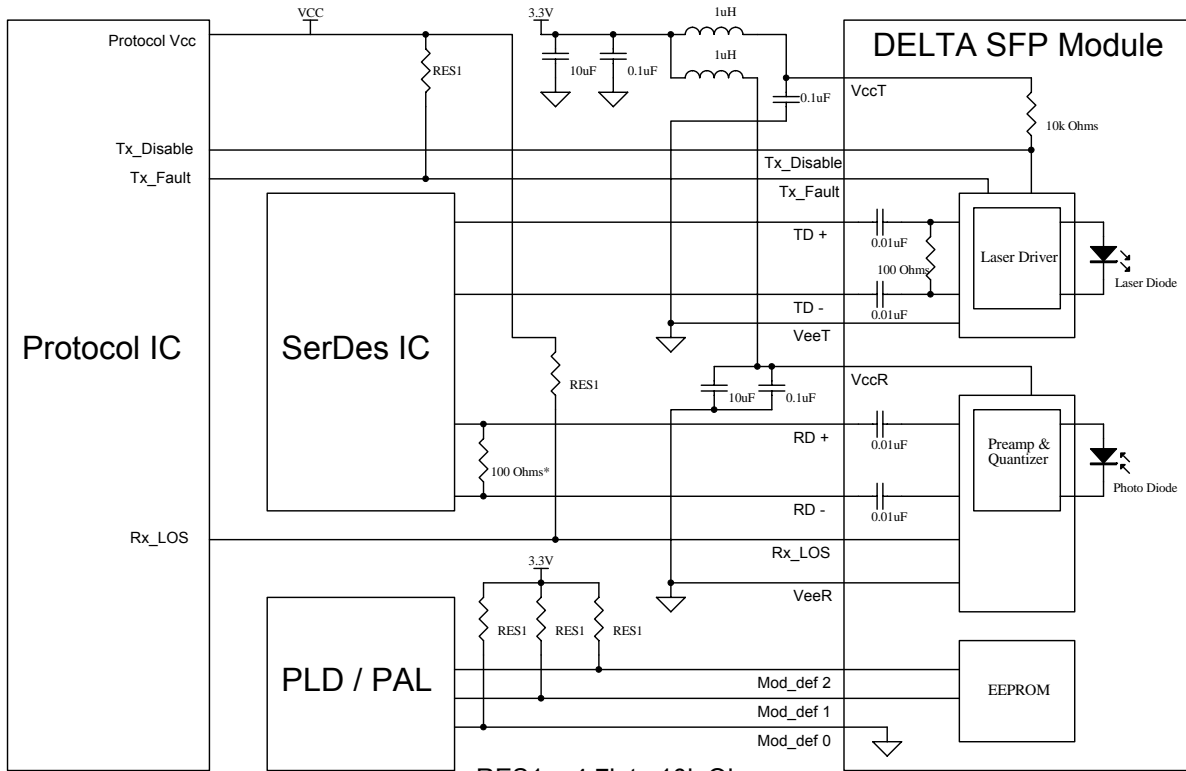 VCC
3.3V
1uH
Protocol Vcc
RES1
10uF
0.1uF
1uH
DELTA SFP Module
0.1uF
VccT
10k Ohms
Tx_Disable
Tx_Disable
Tx_Fault
Tx_Fault
TD +
0.01uF
100 Ohms
Laser Driver
Laser Diode
0.01uF
TD -
VeeT
Protocol IC
SerDes IC
RES1
10uF
0.1uF
VccR
RD +
0.01uF
Preamp &
Quantizer
100 Ohms*
Photo Diode
RD -
0.01uF
Rx_LOS
Rx_LOS
3.3V
VeeR
RES1
RES1
RES1
PLD / PAL
Mod_def 2
EEPROM
Mod_def 1
Mod_def 0